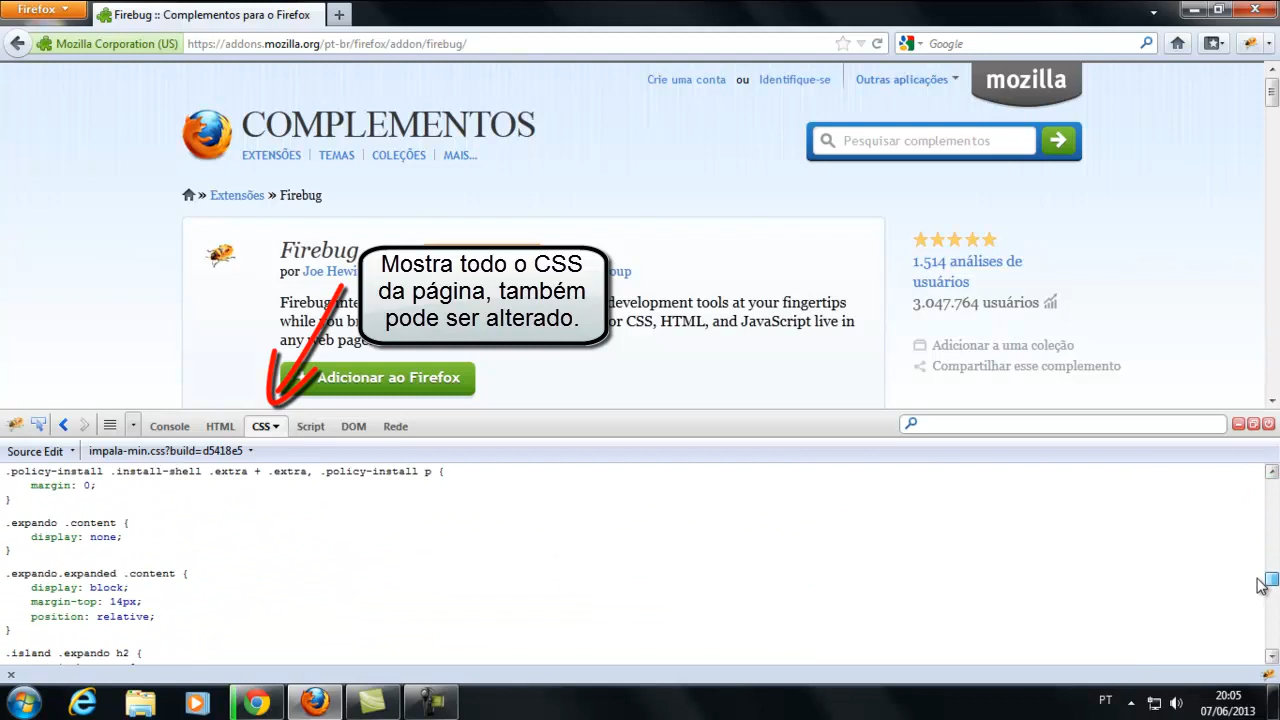 Firefox
Firebug :: Complementos para o Firefox
Mozilla Corporation (US)
https://addons.mozilla.org/pt-br/firefox/addon/firebug/
Google
Crie uma conta ou Identifique-se
Outras aplicações
mozilla
COMPLEMENTOS
EXTENSÕES TEMAS COLEÇÕES MAIS...
Pesquisar complementos
» Extensões » Firebug
Firebug
por Joe Hewi
Mostra todo o CSS
da página, também
pode ser alterado.
development tools at your fingertips
or CSS, HTML, and JavaScript live in
any web page
Adicionar ao Firefox
1.514 análises de
usuários
3.047.764 usuários
Adicionar a uma coleção
Compartilhar esse complemento
Console HTML CSS Script DOM Rede
Source Edit impala-min.css?build=d5418e5
.policy-install .install-shell .extra + .extra, .policy-install p {
margin: 0;
}
.expando .content {
display: none;
}
.expando.expanded .content {
display: block;
margin-top: 14px;
position: relative;
}
.island .expando h2 {
PT
20:05
07/06/2013